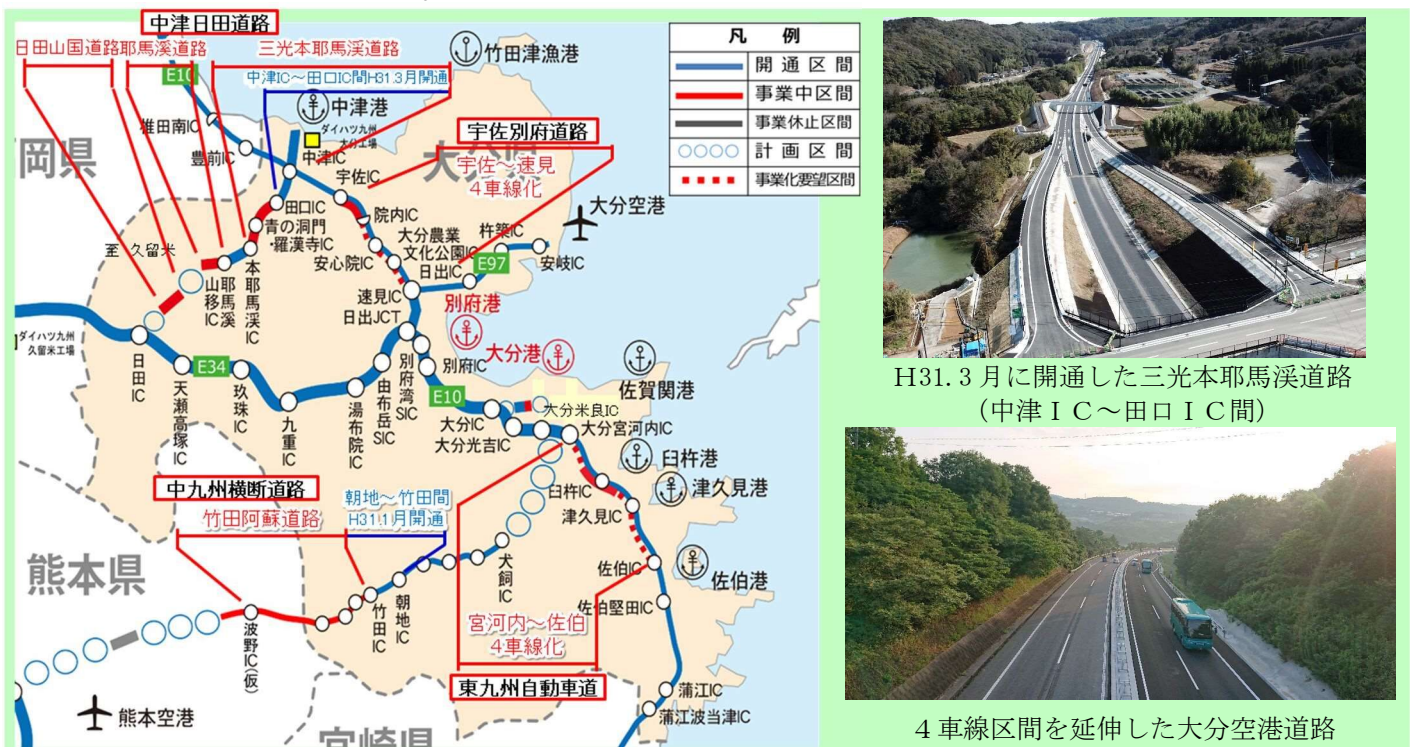 中津日田道路
日田山国道路
耶馬渓道路
三光本耶馬渓道路
中津IC～田口IC間H31.3月開通
竹田津漁港
E10
中津港
ダイハツ九州
大分工場
椎田南IC
豊前IC
中津IC
宇佐IC
宇佐別府道路
宇佐～速見
4車線化
岡県
大分県
田口IC
青の洞門
・羅漢寺IC
院内IC
大分農業
文化公園IC
安心院IC
杵築IC
大分空港
日出IC
E97
安岐IC
至 久留米
本耶馬渓IC
耶馬渓
山移IC
速見IC
日出JCT
別府港
大分港
ダイハツ九州
久留米工場
日田IC
天瀬高塚IC
E34
玖珠IC
九重IC
湯布院IC
由布岳SIC
別府湾SIC
別府IC
E10
佐賀関港
大分米良IC
大分IC
大分光吉IC
大分宮河内IC
臼杵港
臼杵IC
津久見港
津久見IC
中九州横断道路
竹田阿蘇道路
朝地～竹田間
H31.1月開通
犬飼IC
佐伯IC
佐伯港
佐伯堅田IC
熊本県
朝地IC
竹田IC
波野IC(仮)
宮河内～佐伯
4車線化
東九州自動車道
蒲江IC
蒲江波当津IC
熊本空港
宮崎県
凡 例
開通区間
事業中区間
事業休止区間
計画区間
事業化要望区間
H31.3月に開通した三光本耶馬渓道路
（中津ＩＣ～田口ＩＣ間）
4車線区間を延伸した大分空港道路